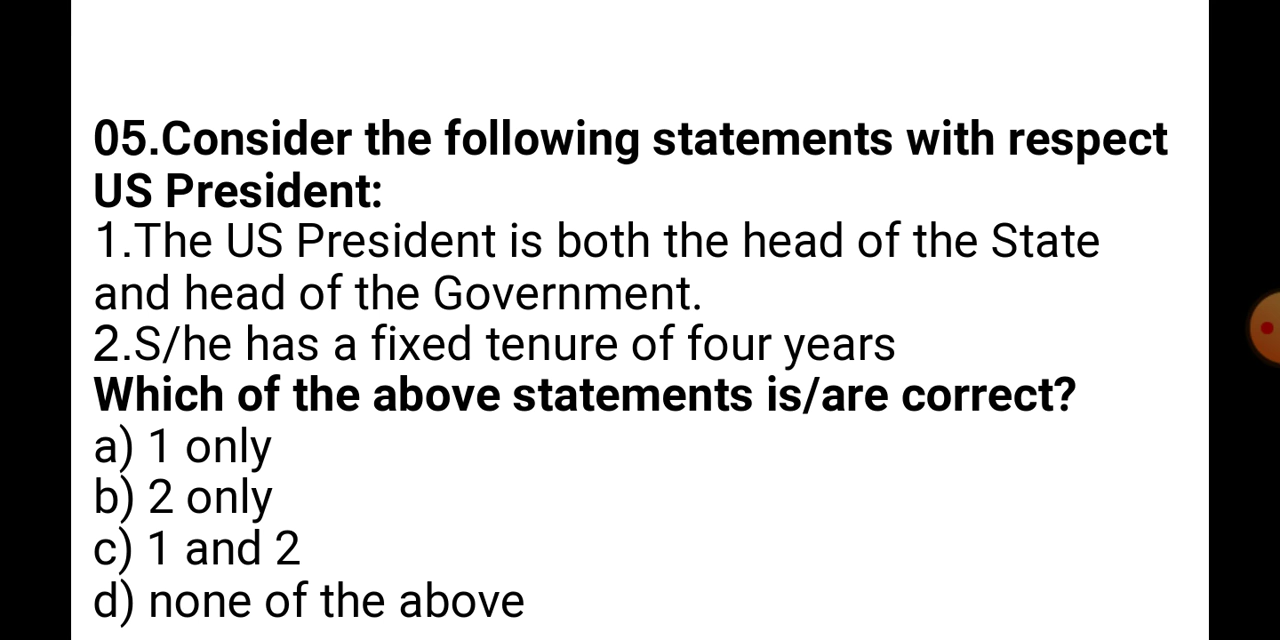 05.Consider the following statements with respect
US President:
1.The US President is both the head of the State
and head of the Government.
2.S/he has a fixed tenure of four years
Which of the above statements is/are correct?
a) 1 only
b) 2 only
c) 1 and 2
d) none of the above